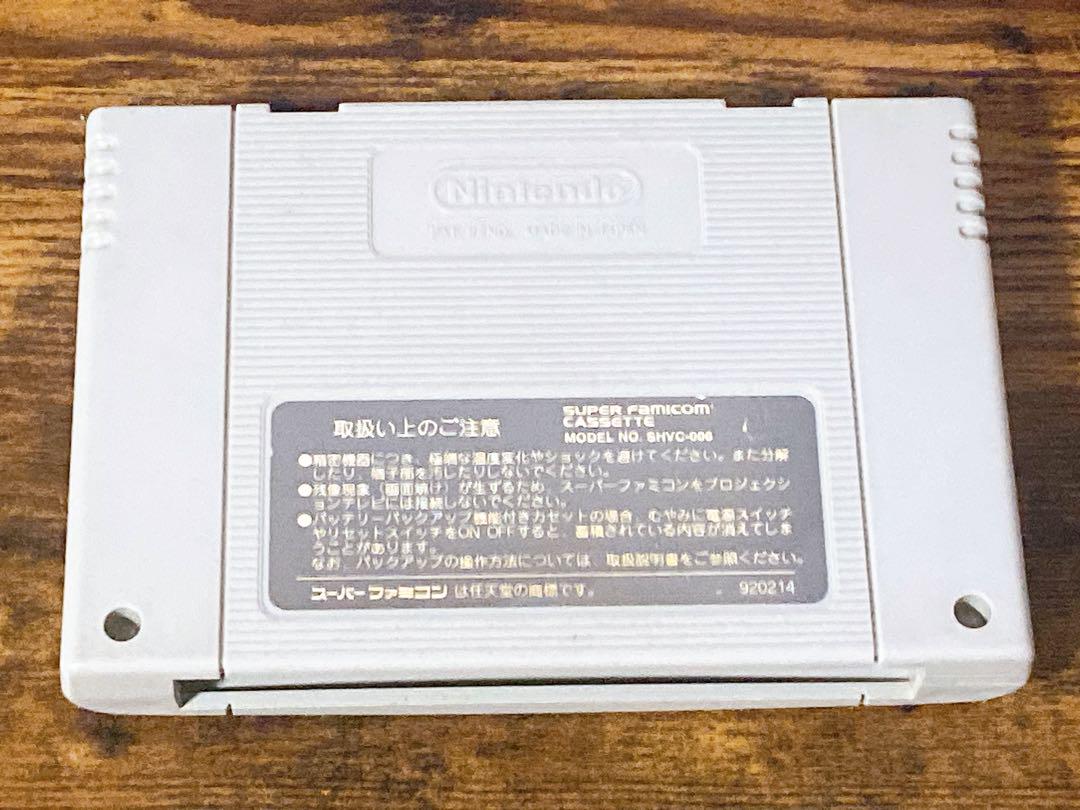 Nintendo
取扱い上のご注意
SUPER FAMICOM
CASSETTE
MODEL NO. SHVC-006
●精密機器につき、極端な温度変化やショックを避けてください。また分解
したり、端子部を汚したりしないでください。
●残像現象（画面焼け）が生ずるため、スーパーファミコンをプロジェクシ
ョンテレビには接続しないでください。
●バッテリーバックアップ機能付きカセットの場合、むやみに電源スイッチ
やリセットスイッチをON OFFすると、蓄積されている内容が消えてしま
うことがあります。
なお、バックアップの操作方法については、取扱説明書をご参照ください。
スーパーファミコンは任天堂の商標です。
920214